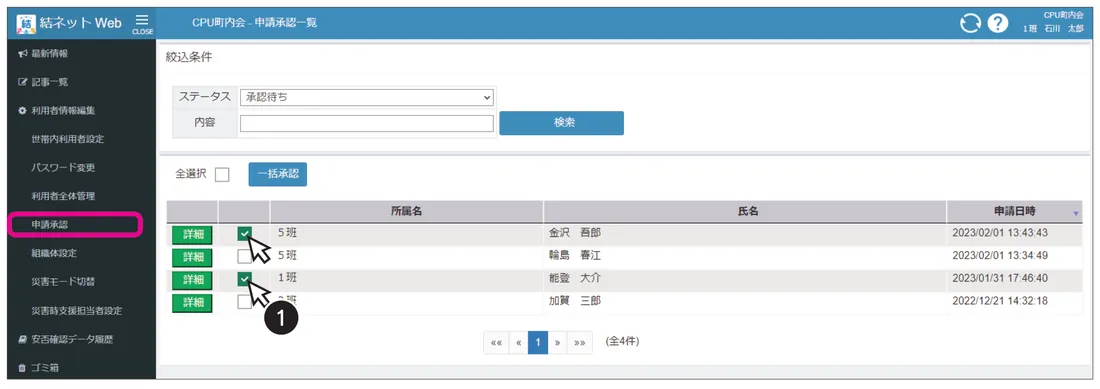 結 結ネット Web CLOSE CPU町内会 - 申請承認一覧 ? CPU町内会
1班 石川 太郎
最新情報
記事一覧
利用者情報編集
世帯内利用者設定
パスワード変更
利用者全体管理
申請承認
組織体設定
災害モード切替
災害時支援担当者設定
安否確認データ履歴
ゴミ箱
絞込条件
ステータス 承認待ち
内容 検索
全選択 一括承認
所属名 氏名 申請日時
詳細 5班 金沢 吾郎 2023/02/01 13:43:43
詳細 5班 輪島 春江 2023/02/01 13:34:49
詳細 1班 能登 大介 2023/01/31 17:46:40
詳細 班 加賀 三郎 2022/12/21 14:32:18
1
«« « 1 » »» (全4件)